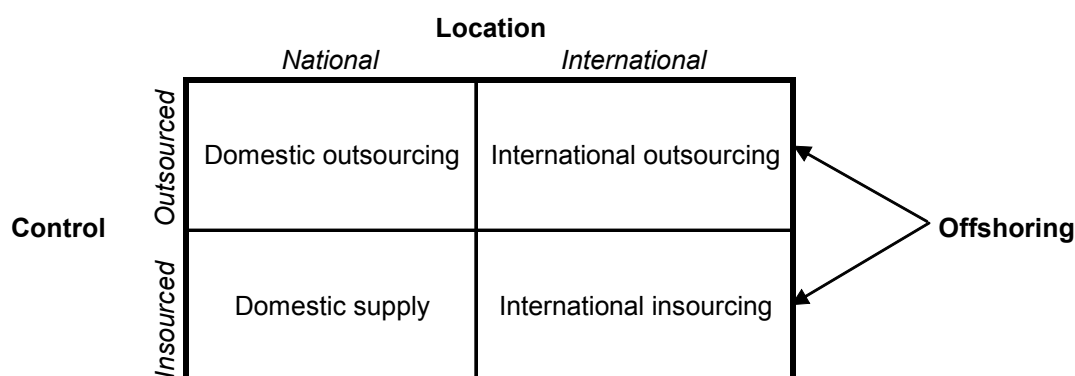 Location
National International
Outsourced
Domestic outsourcing International outsourcing
Control
Offshoring
Insourced
Domestic supply International insourcing